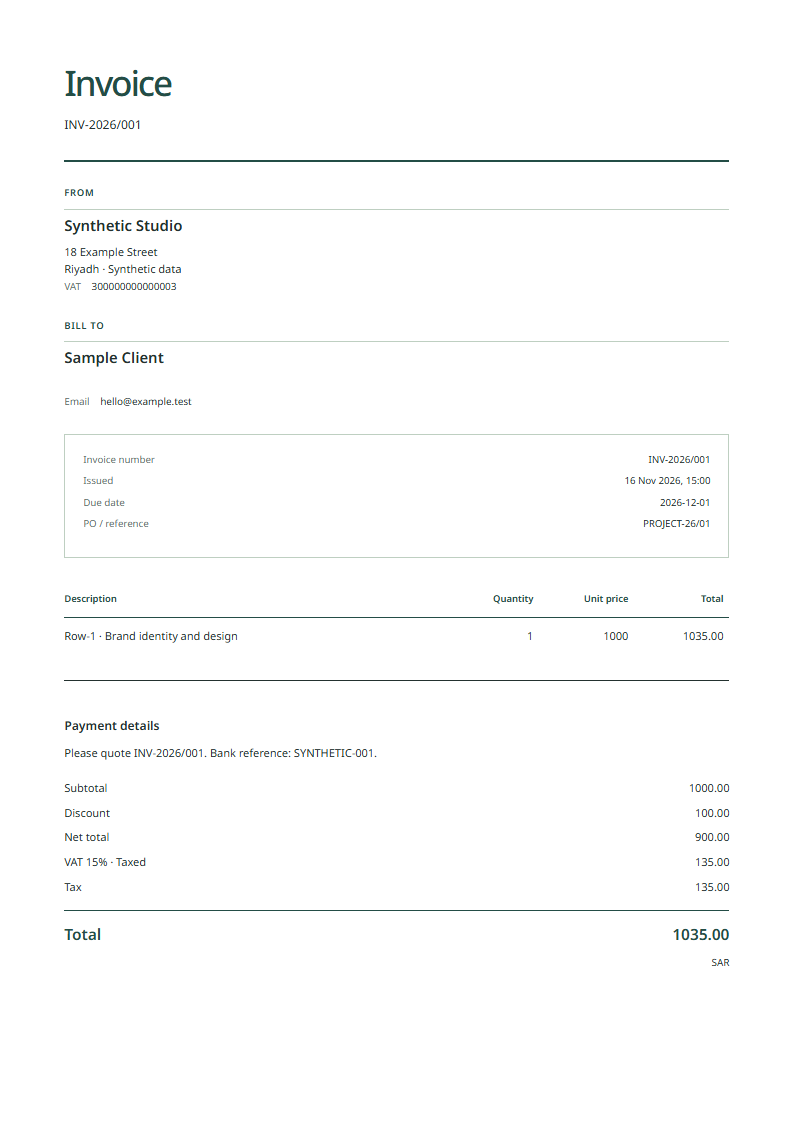 Invoice
INV-2026/001
FROM
Synthetic Studio
18 Example Street
Riyadh · Synthetic data
VAT 300000000000003
BILL TO
Sample Client
Email hello@example.test
Invoice number INV-2026/001
Issued 16 Nov 2026, 15:00
Due date 2026-12-01
PO / reference PROJECT-26/01
Description Quantity Unit price Total
Row-1 · Brand identity and design 1 1000 1035.00
Payment details
Please quote INV-2026/001. Bank reference: SYNTHETIC-001.
Subtotal 1000.00
Discount 100.00
Net total 900.00
VAT 15% · Taxed 135.00
Tax 135.00
Total 1035.00
SAR